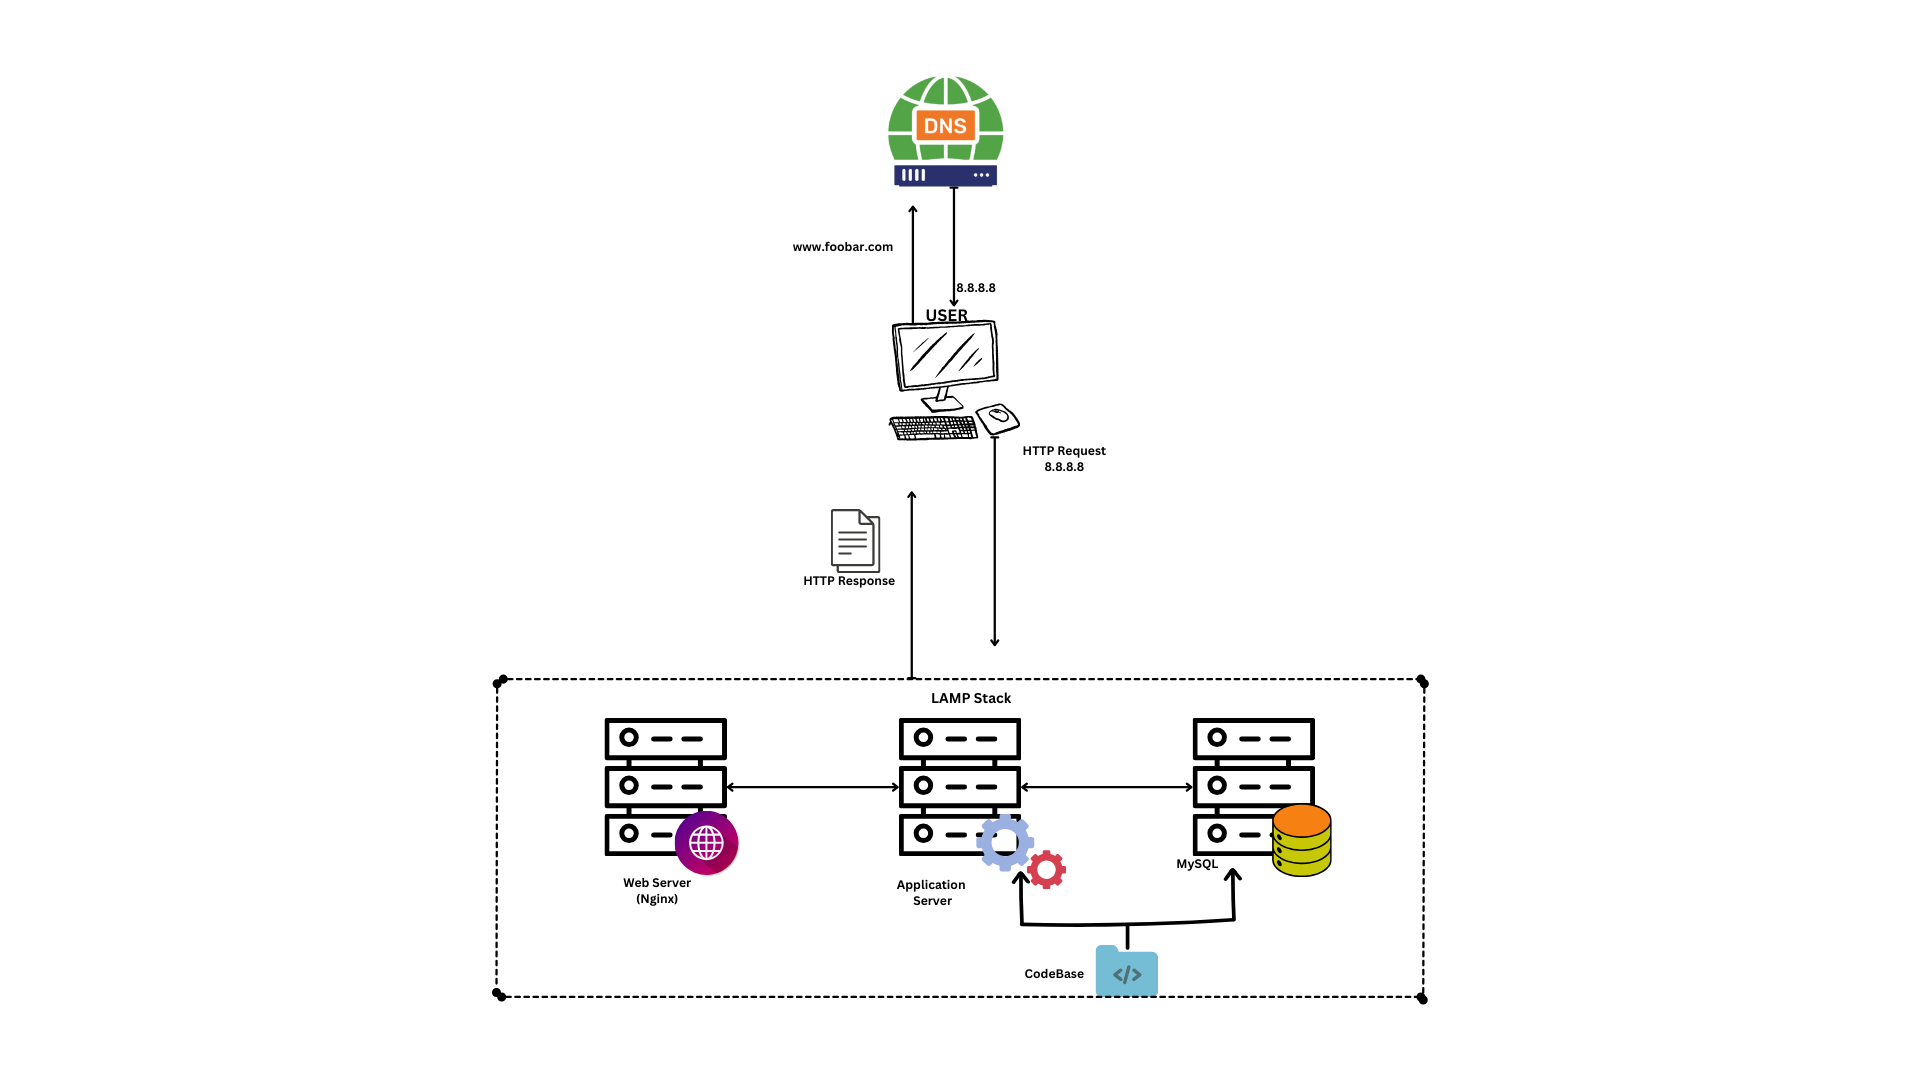 DNS
www.foobar.com
8.8.8.8
USER
HTTP Request
8.8.8.8
HTTP Response
LAMP Stack
Web Server
(Nginx)
Application
Server
MySQL
CodeBase
</>